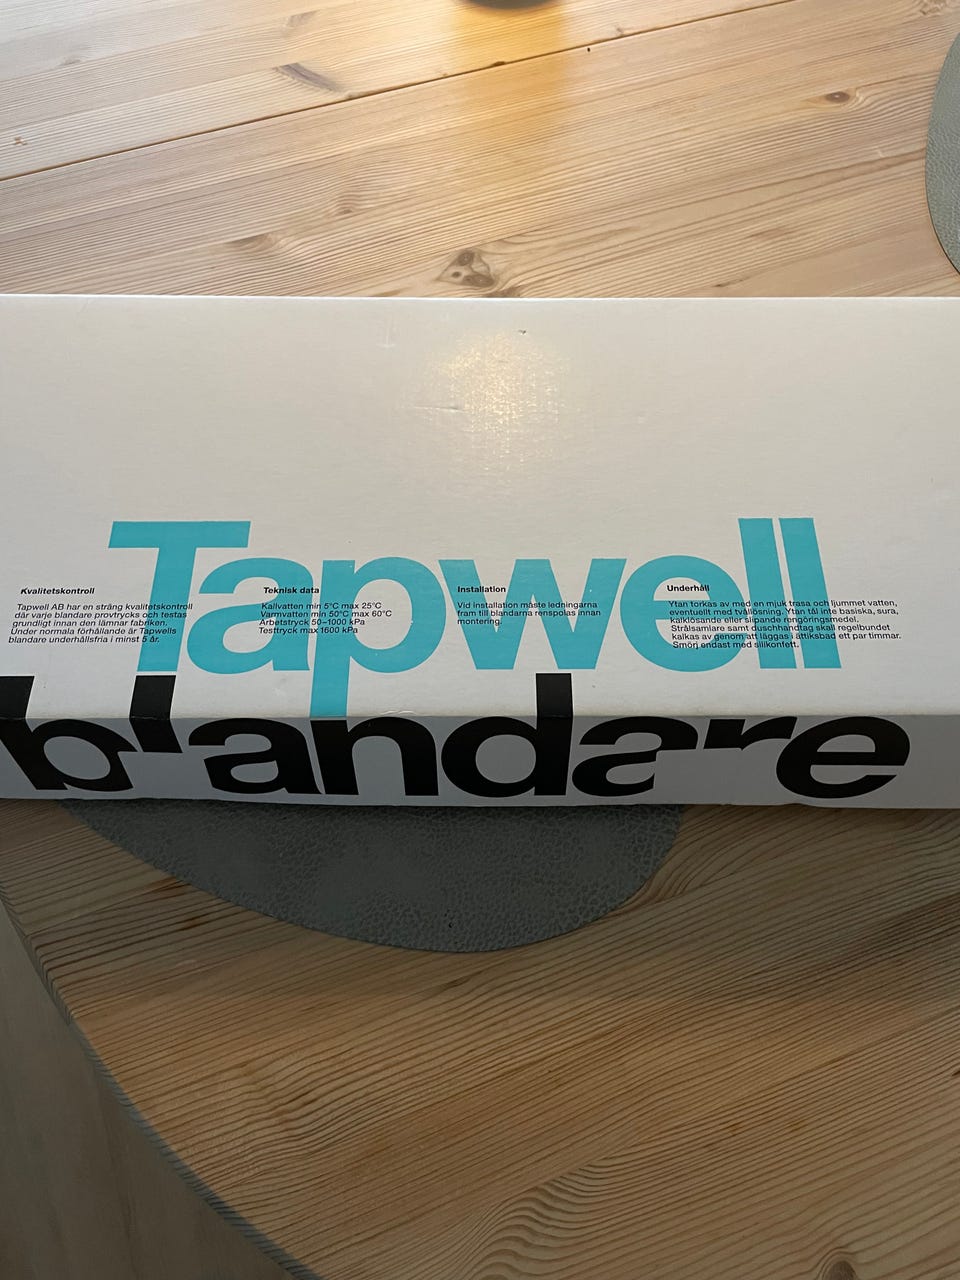 Tapwell
blandare
Kvalitetskontroll
Tapwell AB har en sträng kvalitetskontroll
där varje blandare provtrycks och testas
grundligt innan den lämnar fabriken.
Under normala förhållande är Tapwells
blandare underhållsfria i minst 5 år.
Teknisk data
Kallvatten min 5°C max 25°C
Varmvatten min 50°C max 60°C
Arbetstryck 50–1000 kPa
Testtryck max 1600 kPa
Installation
Vid installation måste ledningarna
fram till blandarna renspolas innan
montering.
Underhåll
Ytan torkas av med en mjuk trasa och ljummet vatten,
eventuellt med tvållösning. Ytan tål inte basiska, sura,
kalklösande eller slipande rengöringsmedel.
Strålsamlare samt duschhandtag skall regelbundet
kalkas av genom att läggas i ättiksbad ett par timmar.
Smörj endast med silikonfett.